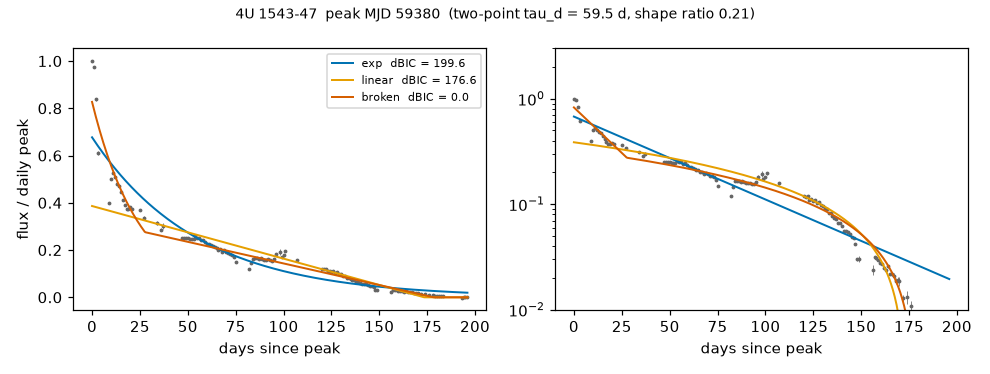 4U 1543-47 peak MJD 59380 (two-point tau_d = 59.5 d, shape ratio 0.21)
flux / daily peak
1.0
0.8
0.6
0.4
0.2
0.0
exp dBIC = 199.6
linear dBIC = 176.6
broken dBIC = 0.0
0 25 50 75 100 125 150 175 200
days since peak
10^0
10^-1
10^-2
0 25 50 75 100 125 150 175 200
days since peak